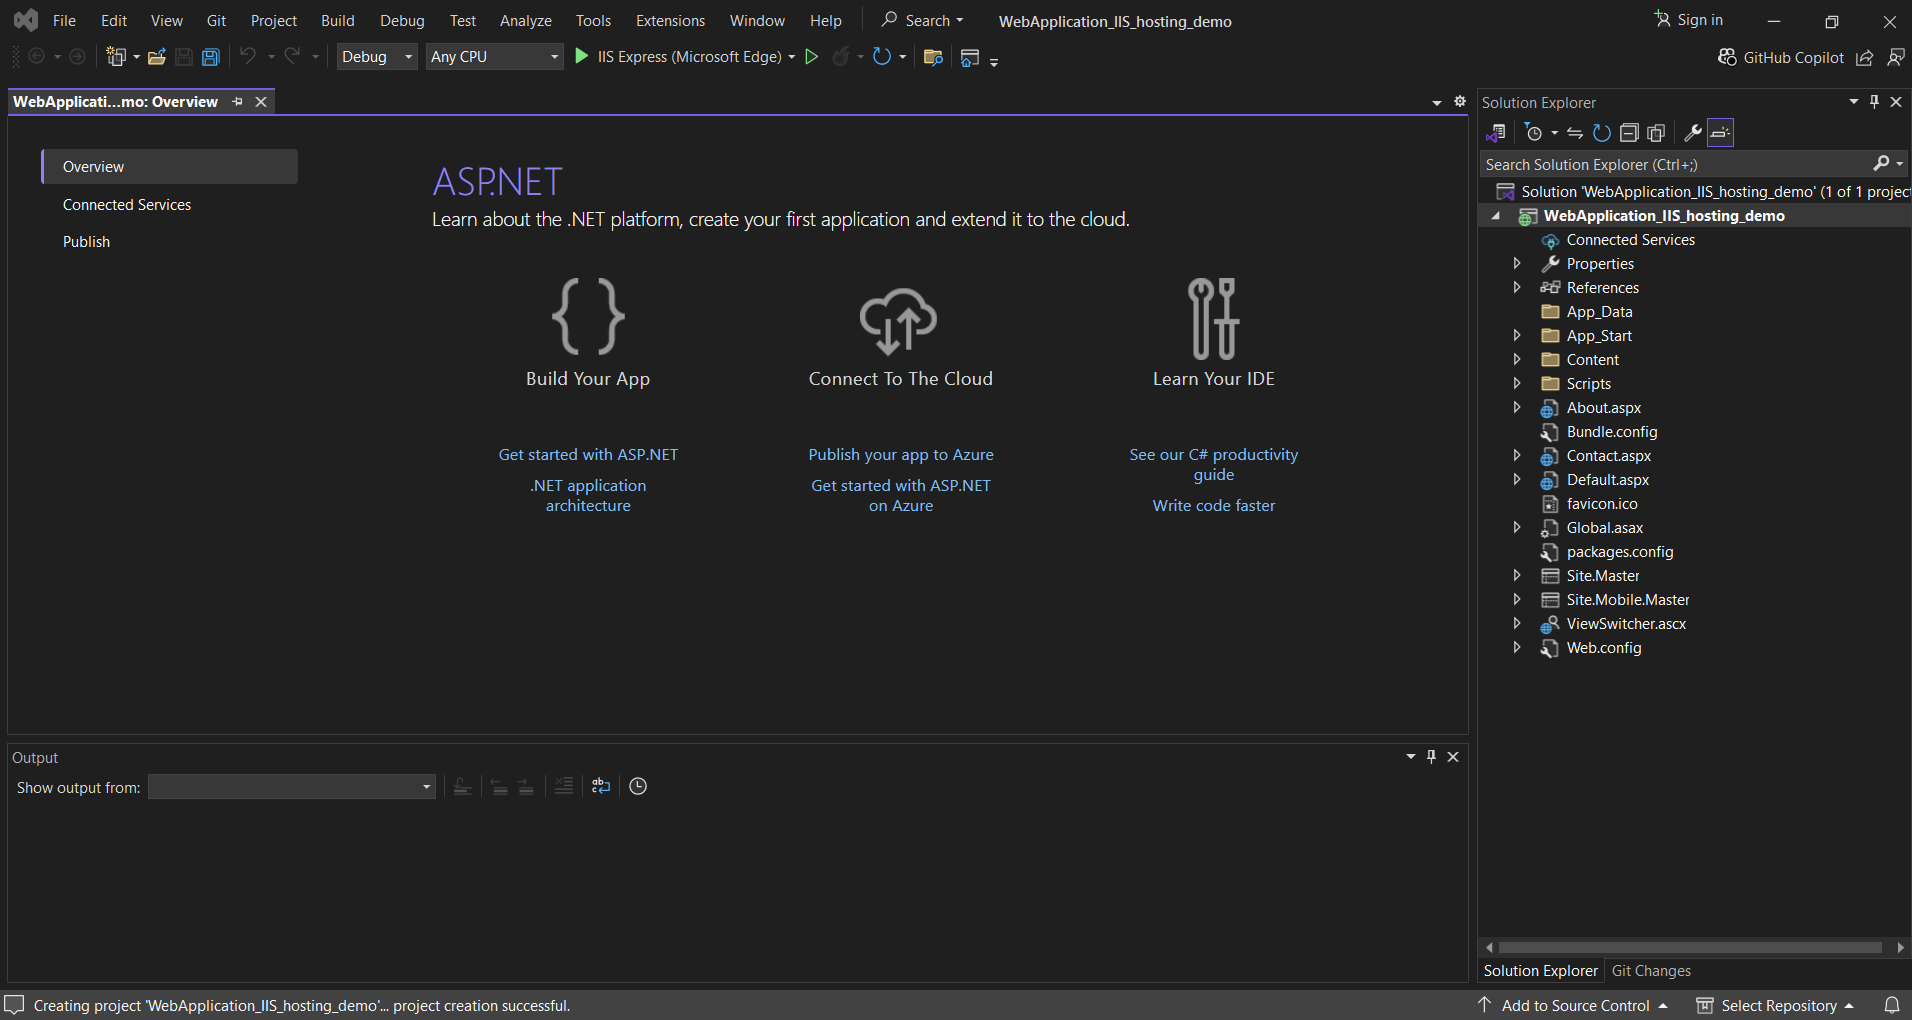 File Edit View Git Project Build Debug Test Analyze Tools Extensions Window Help Search WebApplication_IIS_hosting_demo Sign in
Debug Any CPU IIS Express (Microsoft Edge) GitHub Copilot
WebApplicati...mo: Overview
Overview
Connected Services
Publish
ASP.NET
Learn about the .NET platform, create your first application and extend it to the cloud.
Build Your App
Get started with ASP.NET
.NET application
architecture
Connect To The Cloud
Publish your app to Azure
Get started with ASP.NET
on Azure
Learn Your IDE
See our C# productivity
guide
Write code faster
Output
Show output from:
Solution Explorer
Search Solution Explorer (Ctrl+;)
Solution 'WebApplication_IIS_hosting_demo' (1 of 1 project
WebApplication_IIS_hosting_demo
Connected Services
Properties
References
App_Data
App_Start
Content
Scripts
About.aspx
Bundle.config
Contact.aspx
Default.aspx
favicon.ico
Global.asax
packages.config
Site.Master
Site.Mobile.Master
ViewSwitcher.ascx
Web.config
Solution Explorer Git Changes
Creating project 'WebApplication_IIS_hosting_demo'... project creation successful. Add to Source Control Select Repository